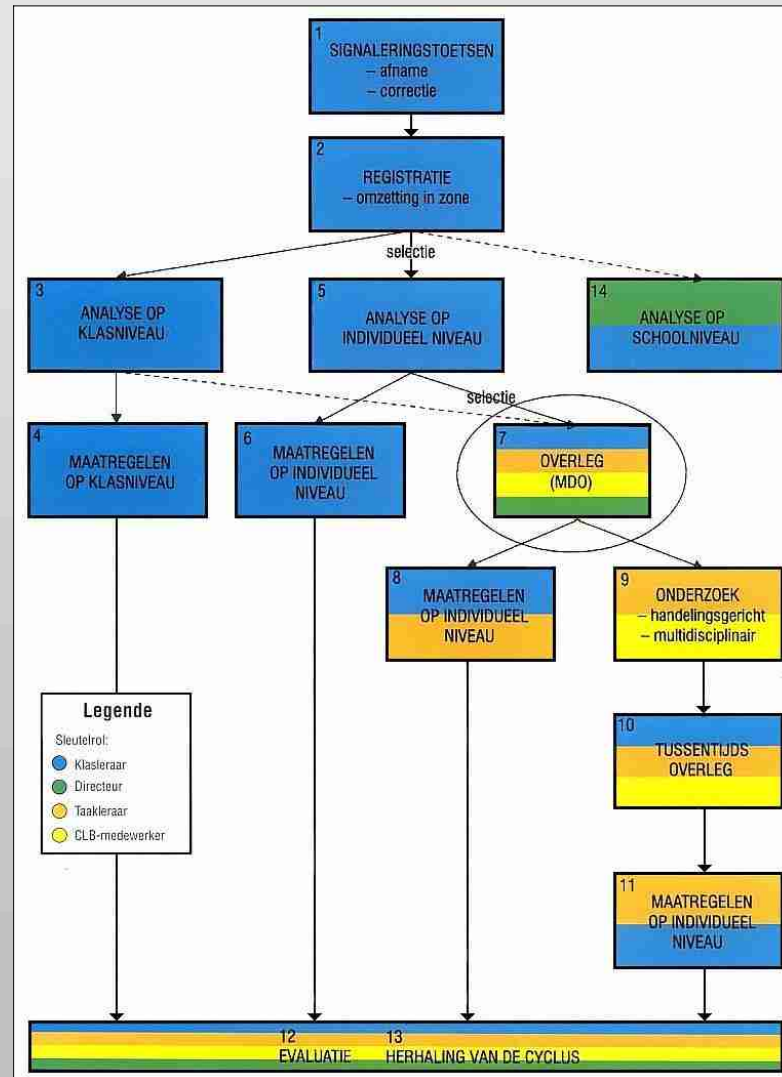 1
SIGNALERINGSTOETSEN
– afname
– correctie
2
REGISTRATIE
– omzetting in zone
selectie
3
ANALYSE OP
KLASNIVEAU
5
ANALYSE OP
INDIVIDUEEL NIVEAU
14
ANALYSE OP
SCHOOLNIVEAU
selectie
4
MAATREGELEN
OP KLASNIVEAU
6
MAATREGELEN
OP INDIVIDUEEL
NIVEAU
7
OVERLEG
(MDO)
8
MAATREGELEN
OP INDIVIDUEEL
NIVEAU
9
ONDERZOEK
– handelingsgericht
– multidisciplinair
Legende
Sleutelrol:
Klasleraar
Directeur
Taakleraar
CLB-medewerker
10
TUSSENTIJDS
OVERLEG
11
MAATREGELEN
OP INDIVIDUEEL
NIVEAU
12 13
EVALUATIE HERHALING VAN DE CYCLUS